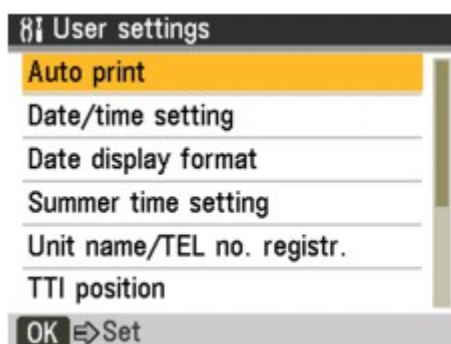 User settings
Auto print
Date/time setting
Date display format
Summer time setting
Unit name/TEL no. registr.
TTI position
OK ⇨Set